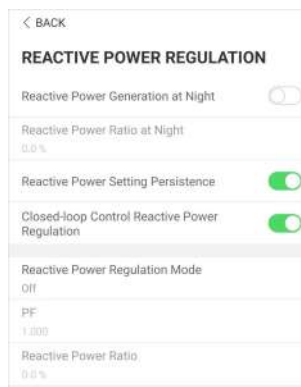 < BACK
REACTIVE POWER REGULATION
Reactive Power Generation at Night
Reactive Power Ratio at Night
0.0 %
Reactive Power Setting Persistence
Closed-loop Control Reactive Power
Regulation
Reactive Power Regulation Mode
Off
PF
1.000
Reactive Power Ratio
0.0 %